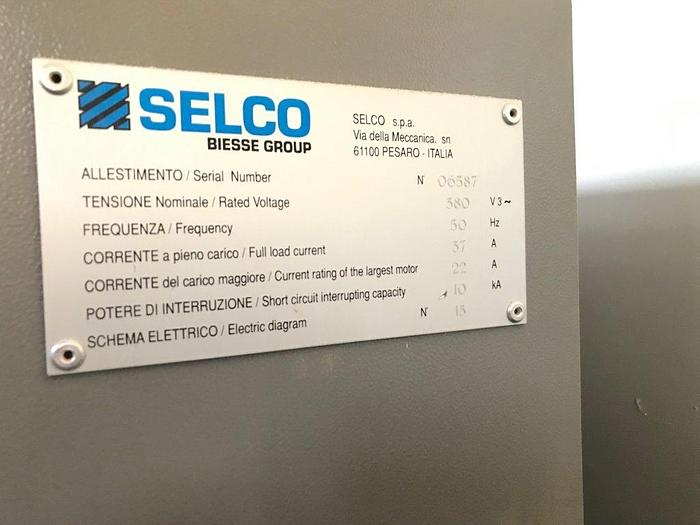 SELCO
BIESSE GROUP
SELCO s.p.a.
Via della Meccanica. sn
61100 PESARO - ITALIA
ALLESTIMENTO / Serial Number N° 06387
TENSIONE Nominale / Rated Voltage 380 V 3~
FREQUENZA / Frequency 50 Hz
CORRENTE a pieno carico / Full load current 37 A
CORRENTE del carico maggiore / Current rating of the largest motor 22 A
POTERE DI INTERRUZIONE / Short circuit interrupting capacity 10 kA
SCHEMA ELETTRICO / Electric diagram N° 15